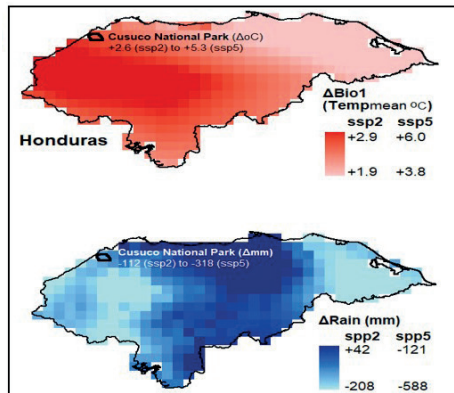 Cusuco National Park (ΔoC)
+2.6 (ssp2) to +5.3 (ssp5)
ΔBio1
(Tempmean ºC)
ssp2 ssp5
+2.9 +6.0
+1.9 +3.8
Honduras
Cusuco National Park (Δmm)
-112 (ssp2) to -318 (ssp5)
ΔRain (mm)
spp2 spp5
+42 -121
-208 -588